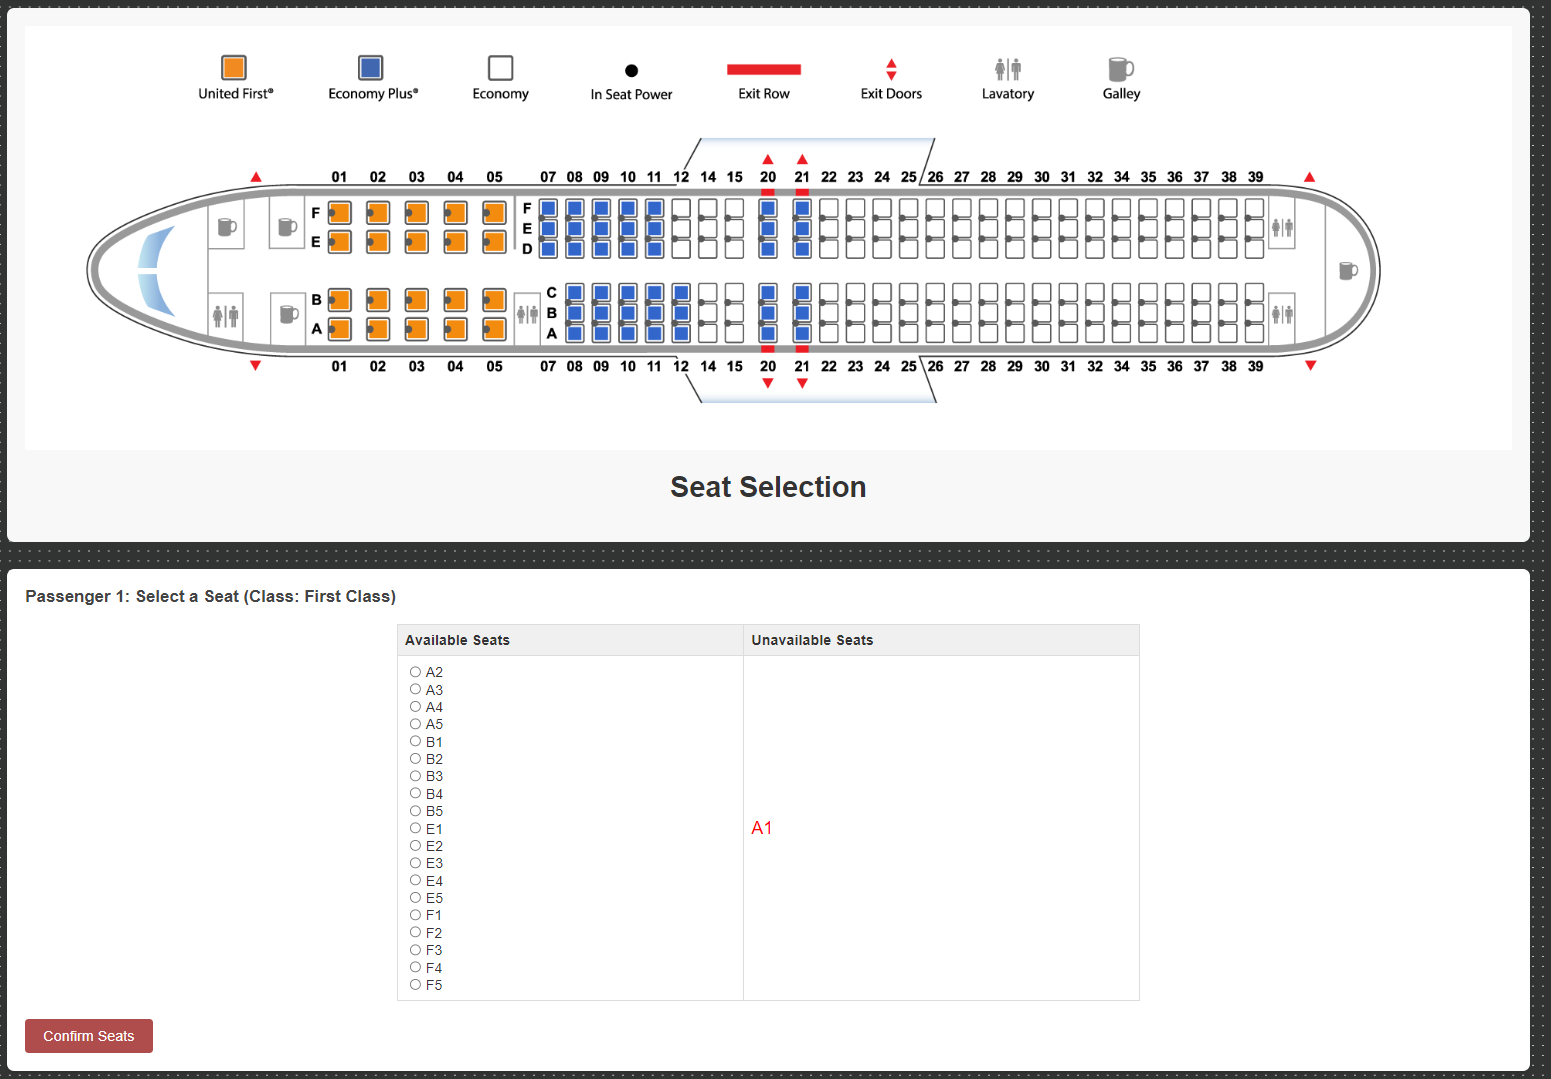 United First®
Economy Plus®
Economy
In Seat Power
Exit Row
Exit Doors
Lavatory
Galley
01 02 03 04 05 07 08 09 10 11 12 14 15 20 21 22 23 24 25 26 27 28 29 30 31 32 34 35 36 37 38 39
F F
E E
D
C
B B
A A
01 02 03 04 05 07 08 09 10 11 12 14 15 20 21 22 23 24 25 26 27 28 29 30 31 32 34 35 36 37 38 39
Seat Selection
Passenger 1: Select a Seat (Class: First Class)
Available Seats
Unavailable Seats
A2
A3
A4
A5
B1
B2
B3
B4
B5
E1
E2
E3
E4
E5
F1
F2
F3
F4
F5
A1
Confirm Seats